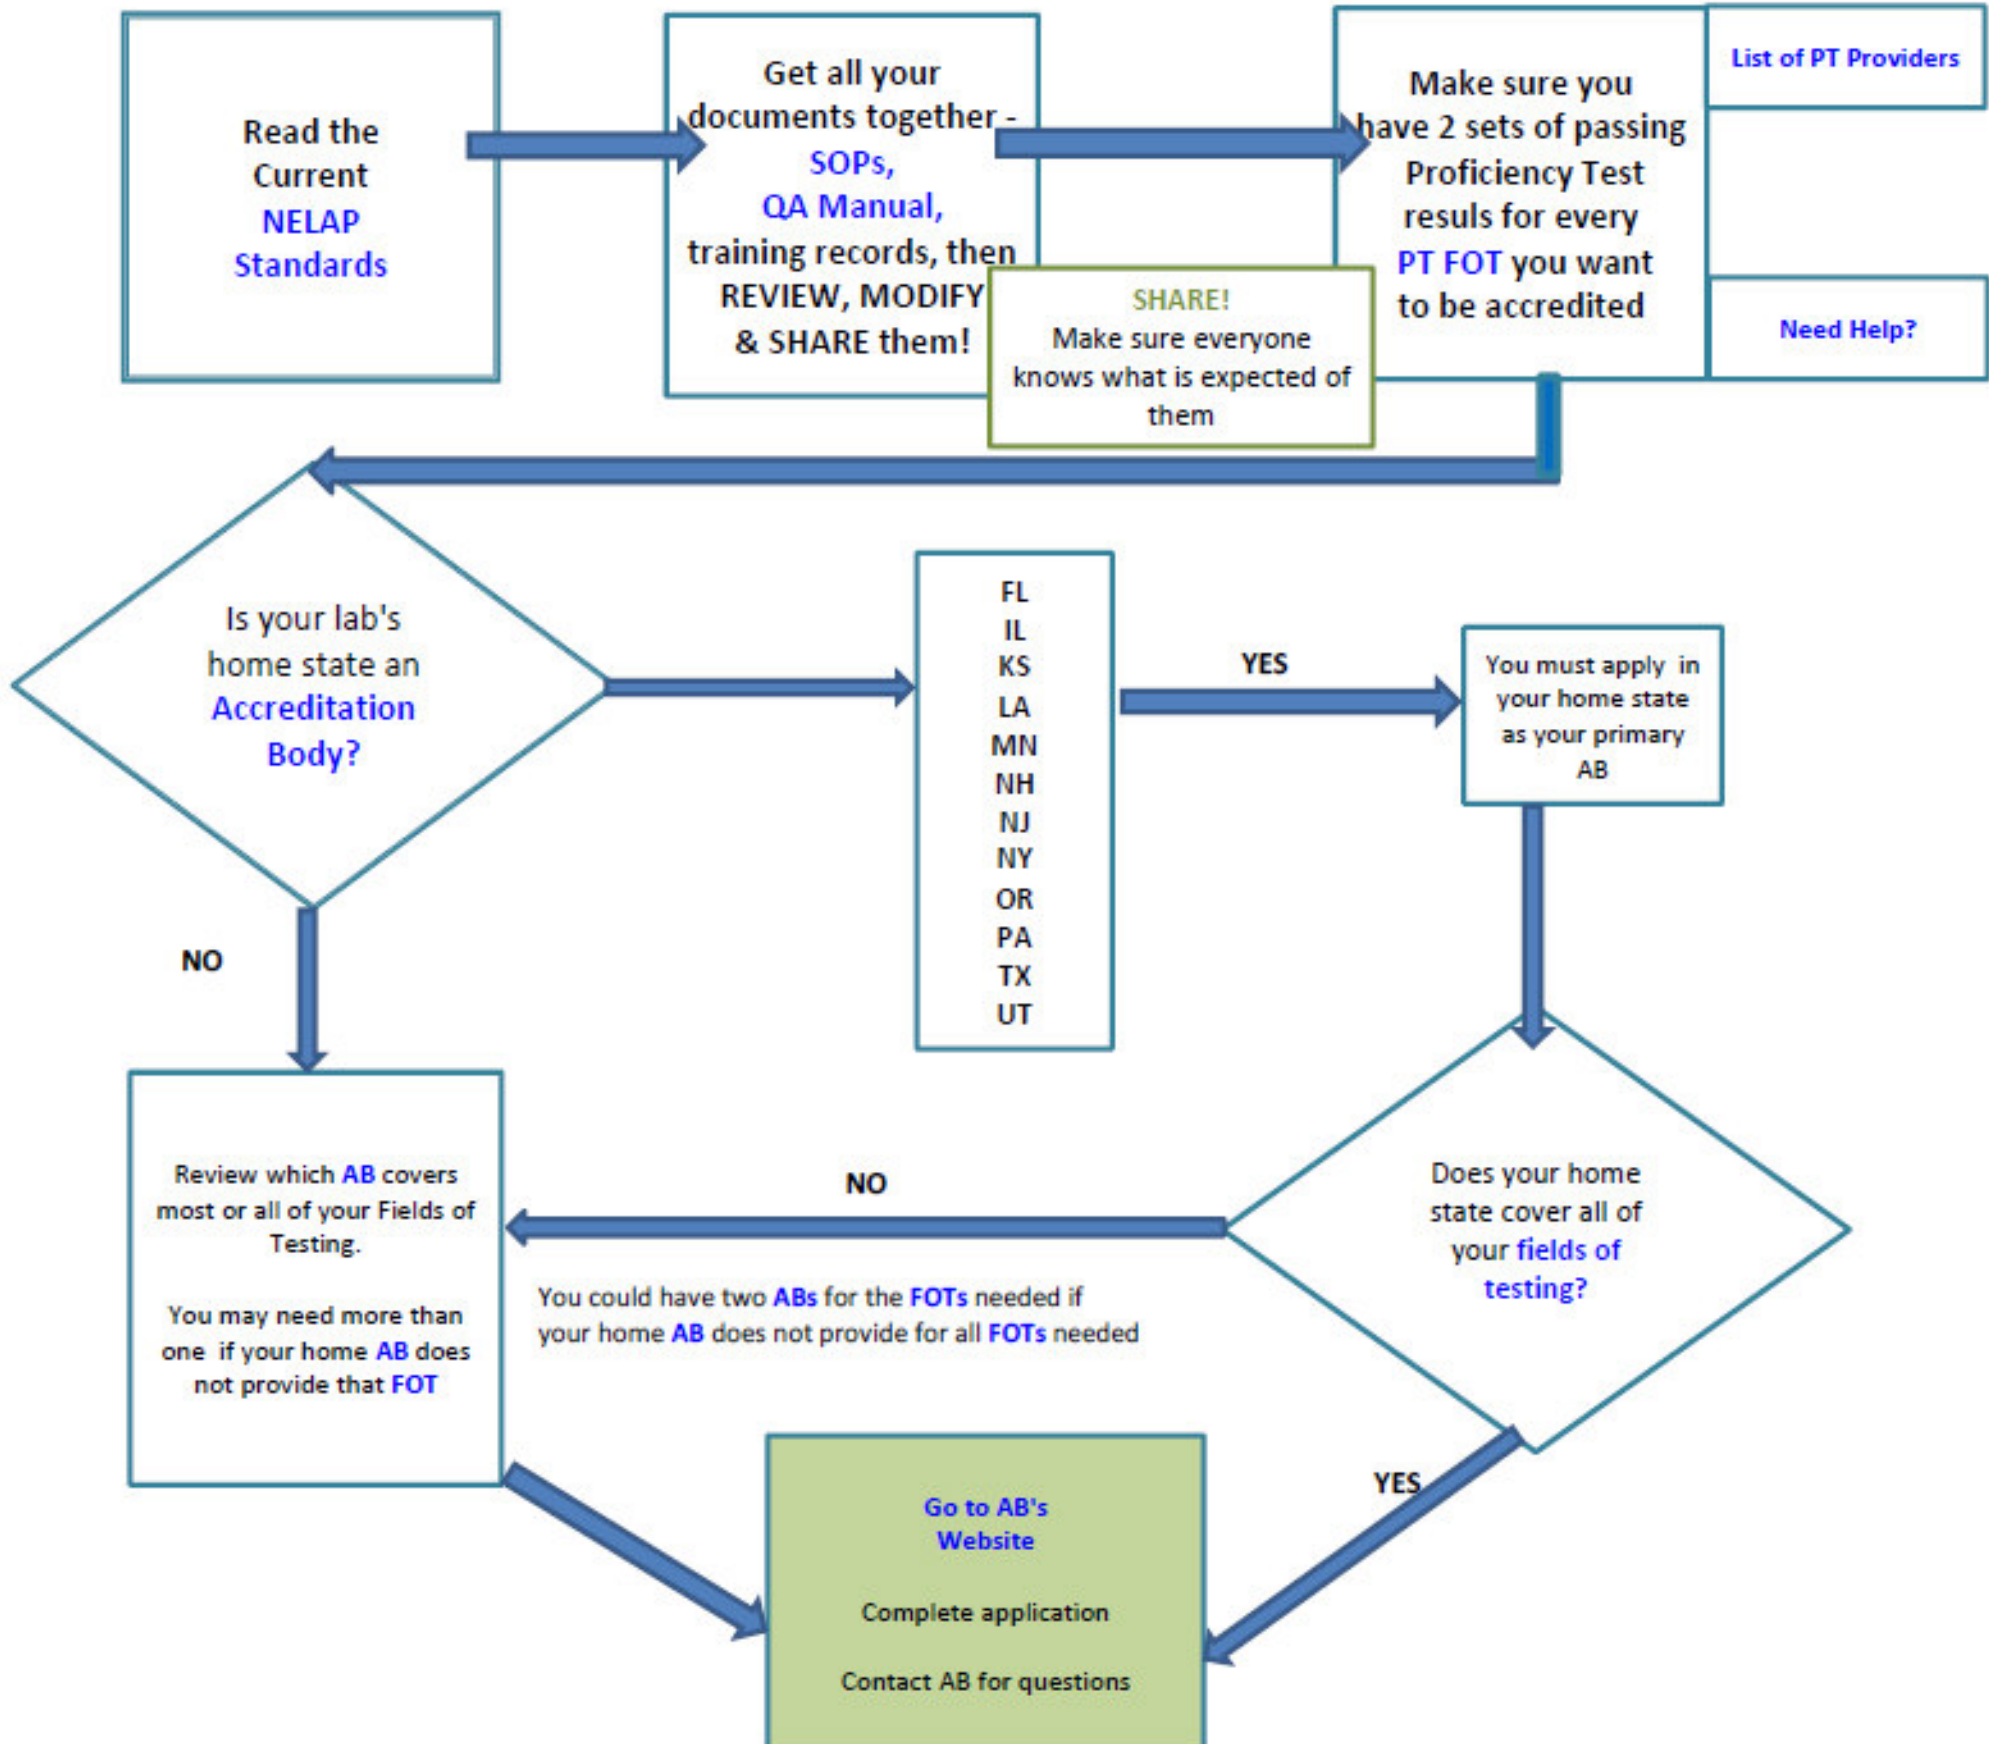 Read the
Current
NELAP
Standards
Get all your
documents together -
SOPs,
QA Manual,
training records, then
REVIEW, MODIFY
& SHARE them!
SHARE!
Make sure everyone
knows what is expected of
them
Make sure you
have 2 sets of passing
Proficiency Test
resuls for every
PT FOT you want
to be accredited
List of PT Providers
Need Help?
Is your lab's
home state an
Accreditation
Body?
FL
IL
KS
LA
MN
NH
NJ
NY
OR
PA
TX
UT
YES
You must apply in
your home state
as your primary
AB
NO
Review which AB covers
most or all of your Fields of
Testing.
You may need more than
one if your home AB does
not provide that FOT
NO
You could have two ABs for the FOTs needed if
your home AB does not provide for all FOTs needed
Does your home
state cover all of
your fields of
testing?
YES
Go to AB's
Website
Complete application
Contact AB for questions